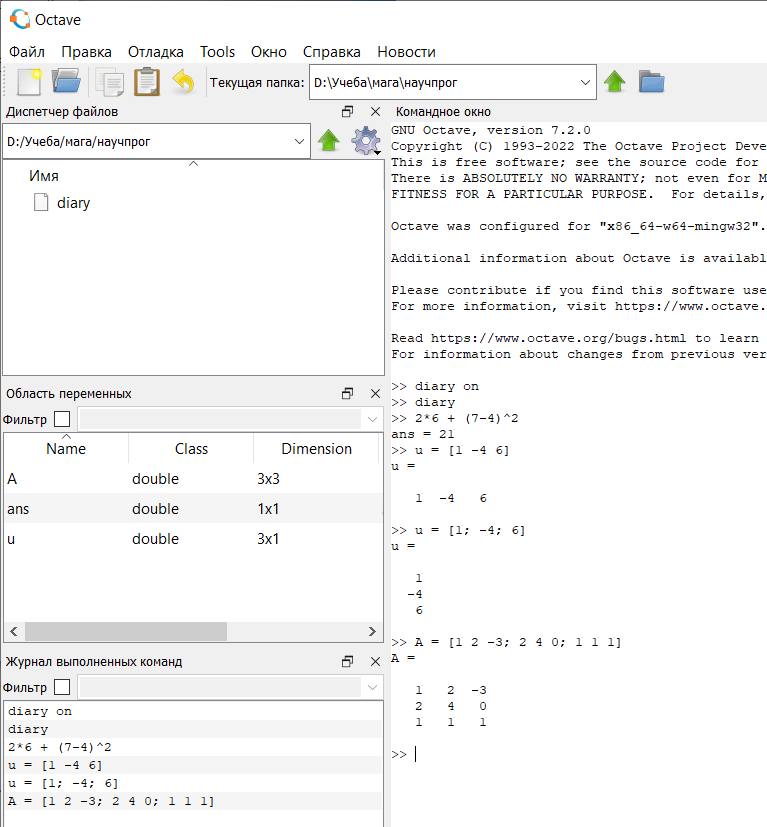 Octave
Файл Правка Отладка Tools Окно Справка Новости
Текущая папка: D:\Учеба\мага\научпрог
Диспетчер файлов
D:/Учеба/мага/научпрог
Имя
diary
Область переменных
Фильтр
Name Class Dimension
A double 3x3
ans double 1x1
u double 3x1
Журнал выполненных команд
Фильтр
diary on
diary
2*6 + (7-4)^2
u = [1 -4 6]
u = [1; -4; 6]
A = [1 2 -3; 2 4 0; 1 1 1]
Командное окно
GNU Octave, version 7.2.0
Copyright (C) 1993-2022 The Octave Project Deve
This is free software; see the source code for
There is ABSOLUTELY NO WARRANTY; not even for M
FITNESS FOR A PARTICULAR PURPOSE.  For details,
Octave was configured for "x86_64-w64-mingw32".
Additional information about Octave is availabl
Please contribute if you find this software use
For more information, visit https://www.octave.
Read https://www.octave.org/bugs.html to learn
For information about changes from previous ver
>> diary on
>> diary
>> 2*6 + (7-4)^2
ans = 21
>> u = [1 -4 6]
u =
1 -4 6
>> u = [1; -4; 6]
u =
1
-4
6
>> A = [1 2 -3; 2 4 0; 1 1 1]
A =
1 2 -3
2 4 0
1 1 1
>>